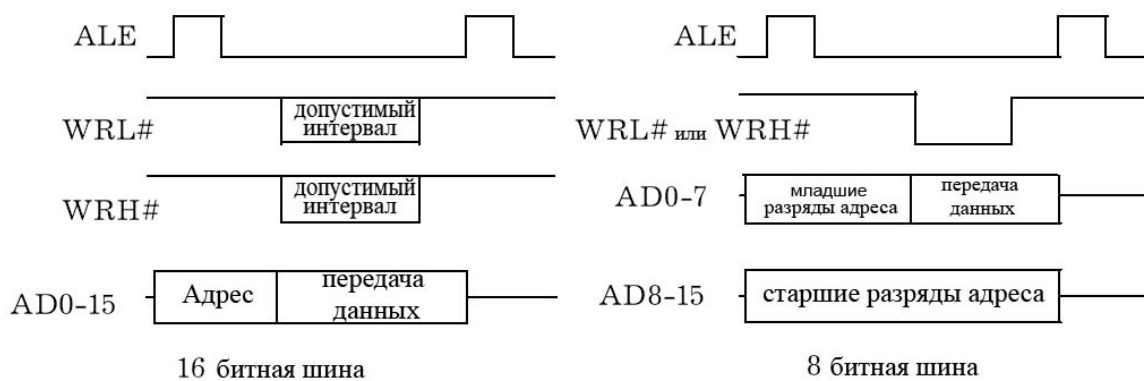 ALE
WRL#
допустимый
интервал
WRH#
допустимый
интервал
AD0-15
Адрес
передача
данных
16 битная шина
ALE
WRL# или WRH#
AD0-7
младшие
разряды адреса
передача
данных
AD8-15
старшие разряды адреса
8 битная шина